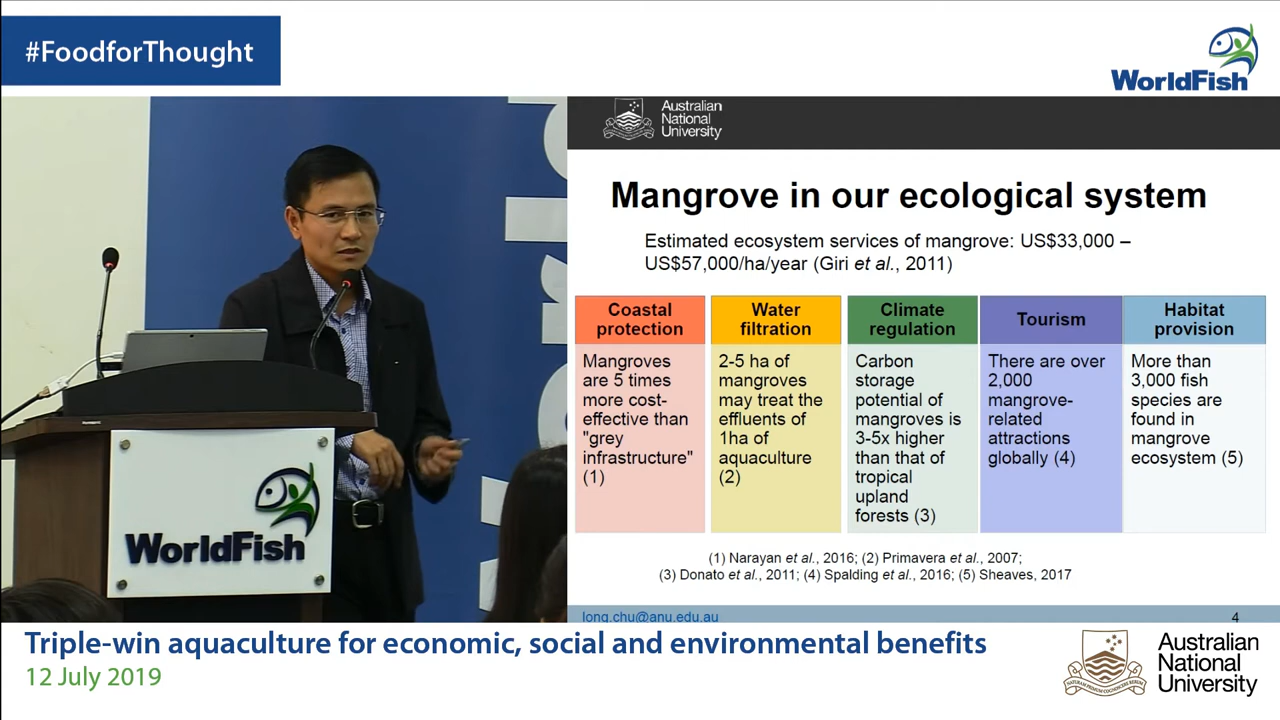 #FoodforThought
WorldFish
Australian
National
University
Mangrove in our ecological system
Estimated ecosystem services of mangrove: US$33,000 –
US$57,000/ha/year (Giri et al., 2011)
Coastal
protection
Mangroves
are 5 times
more cost-
effective than
"grey
infrastructure"
(1)
Water
filtration
2-5 ha of
mangroves
may treat the
effluents of
1ha of
aquaculture
(2)
Climate
regulation
Carbon
storage
potential of
mangroves is
3-5x higher
than that of
tropical
upland
forests (3)
Tourism
There are over
2,000
mangrove-
related
attractions
globally (4)
Habitat
provision
More than
3,000 fish
species are
found in
mangrove
ecosystem (5)
(1) Narayan et al., 2016; (2) Primavera et al., 2007;
(3) Donato et al., 2011; (4) Spalding et al., 2016; (5) Sheaves, 2017
long.chu@anu.edu.au
4
WorldFish
Triple-win aquaculture for economic, social and environmental benefits
12 July 2019
Australian
National
University